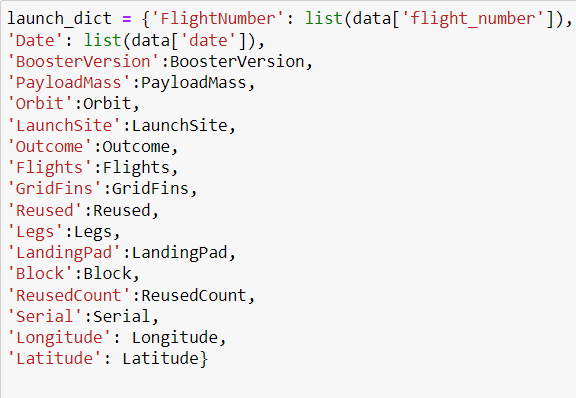 launch_dict = {'FlightNumber': list(data['flight_number']),
'Date': list(data['date']),
'BoosterVersion':BoosterVersion,
'PayloadMass':PayloadMass,
'Orbit':Orbit,
'LaunchSite':LaunchSite,
'Outcome':Outcome,
'Flights':Flights,
'GridFins':GridFins,
'Reused':Reused,
'Legs':Legs,
'LandingPad':LandingPad,
'Block':Block,
'ReusedCount':ReusedCount,
'Serial':Serial,
'Longitude': Longitude,
'Latitude': Latitude}